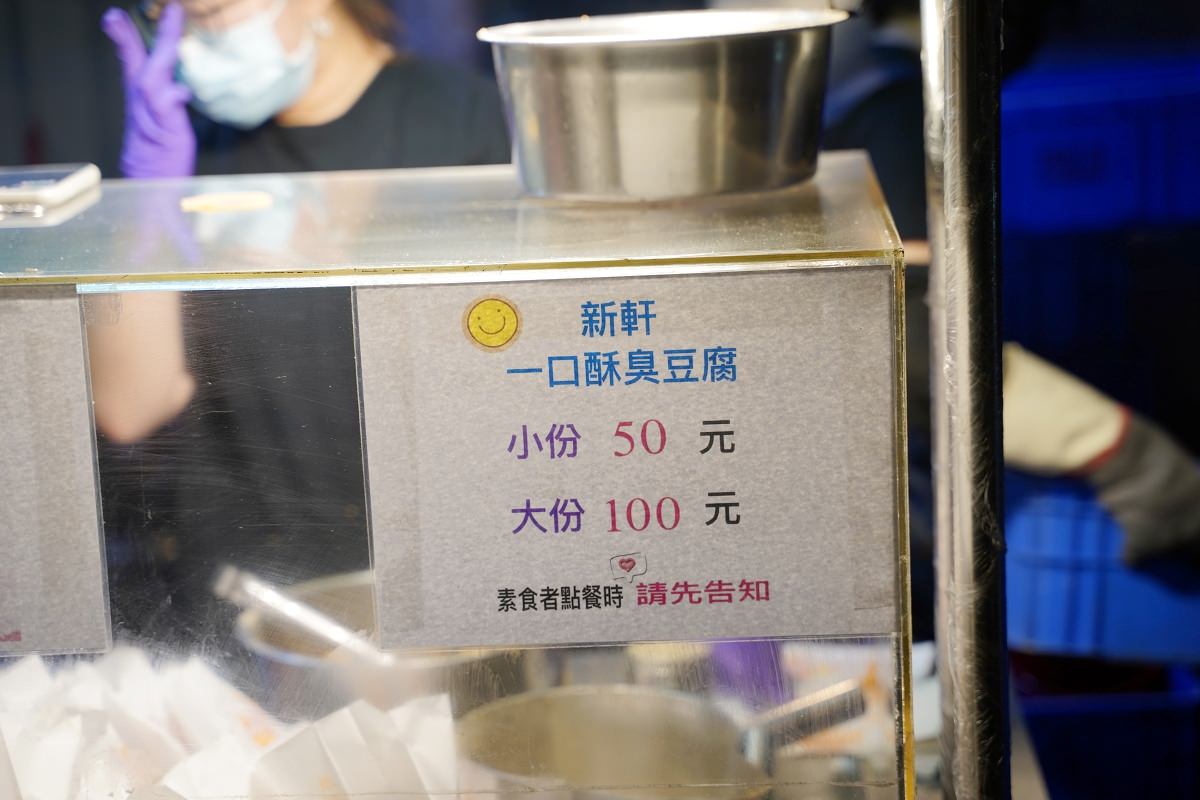 新軒
一口酥臭豆腐
小份 50 元
大份 100 元
素食者點餐時 請先告知